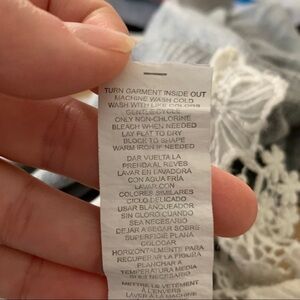 TURN GARMENT INSIDE OUT
MACHINE WASH COLD
WASH WITH LIKE COLORS
GENTLE CYCLE
ONLY NON-CHLORINE
BLEACH WHEN NEEDED
LAY FLAT TO DRY
BLOCK TO SHAPE
WARM IRON IF NEEDED
DAR VUELTA LA
PRENDA AL REVES
LAVAR EN LAVADORA
CON AGUA FRIA
LAVAR CON
COLORES SIMILARES
CICLO DELICADO
USAR BLANQUEADOR
SIN CLORO CUANDO
SEA NECESARIO
DEJAR A SECAR SOBRE
SUPERFICIE PLANA
COLOCAR
HORIZONTALMENTE PARA
RECUPERAR LA FIGURA
PLANCHAR A
TEMPERATURA MEDIA
SI ES NECESARIO
METTRE LE VÊTEMENT
À L'ENVERS
LAVER À LA MACHINE